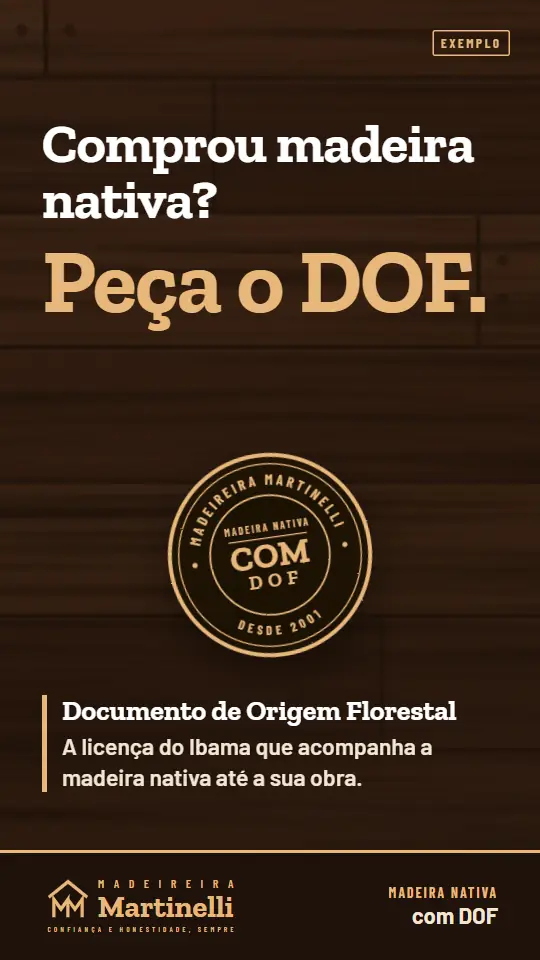 EXEMPLO
Comprou madeira
nativa?
Peça o DOF.
MADEIREIRA MARTINELLI
MADEIRA NATIVA
COM
DOF
DESDE 2001
Documento de Origem Florestal
A licença do Ibama que acompanha a
madeira nativa até a sua obra.
MADEIREIRA
Martinelli
CONFIANÇA E HONESTIDADE, SEMPRE
MADEIRA NATIVA
com DOF